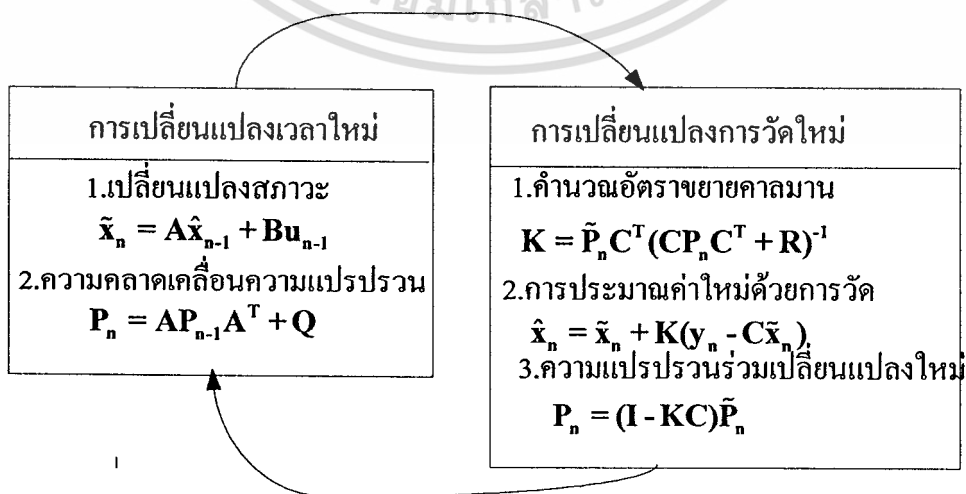 การเปลี่ยนแปลงเวลาใหม่
1.เปลี่ยนแปลงสภาวะ
x̃ₙ = Ax̂ₙ₋₁ + Buₙ₋₁
2.ความคลาดเคลื่อนความแปรปรวน
Pₙ = APₙ₋₁Aᵀ + Q
การเปลี่ยนแปลงการวัดใหม่
1.คำนวณอัตราขยายคาลมาน
K = P̃ₙCᵀ(CPₙCᵀ + R)⁻¹
2.การประมาณค่าใหม่ด้วยการวัด
x̂ₙ = x̃ₙ + K(yₙ - Cx̃ₙ)
3.ความแปรปรวนร่วมเปลี่ยนแปลงใหม่
Pₙ = (I - KC)P̃ₙ